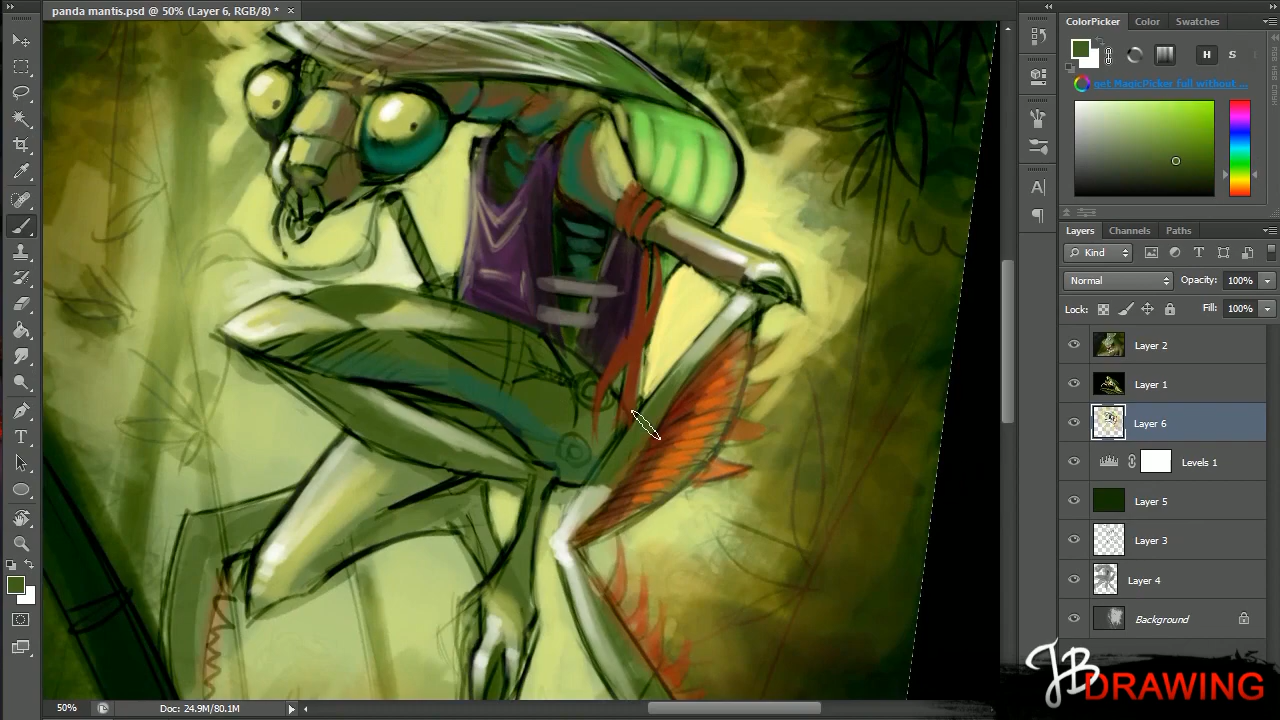 panda mantis.psd @ 50% (Layer 6, RGB/8) * ×
ColorPicker Color Swatches
H S
get MagicPicker full without ...
Layers Channels Paths
Kind
Normal Opacity: 100%
Lock: Fill: 100%
Layer 2
Layer 1
Layer 6
Levels 1
Layer 5
Layer 3
Layer 4
Background
50% Doc: 24.9M/80.1M
JB DRAWING